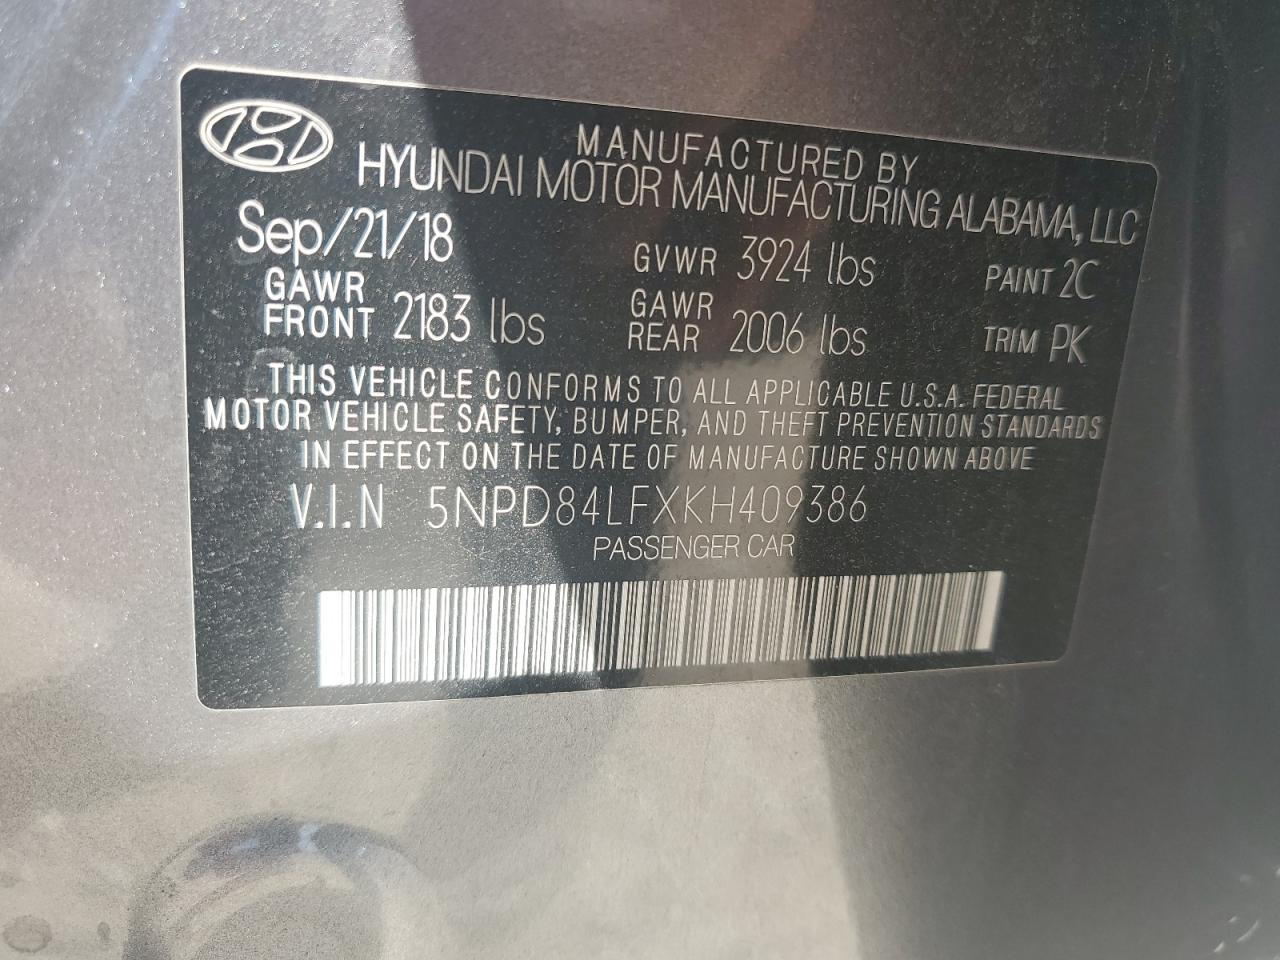 MANUFACTURED BY
HYUNDAI MOTOR MANUFACTURING ALABAMA, LLC
Sep/21/18 GVWR 3924 lbs PAINT 2C
GAWR FRONT 2183 lbs GAWR REAR 2006 lbs TRIM PK
THIS VEHICLE CONFORMS TO ALL APPLICABLE U.S.A. FEDERAL
MOTOR VEHICLE SAFETY, BUMPER, AND THEFT PREVENTION STANDARDS
IN EFFECT ON THE DATE OF MANUFACTURE SHOWN ABOVE
V.I.N 5NPD84LFXKH409386
PASSENGER CAR